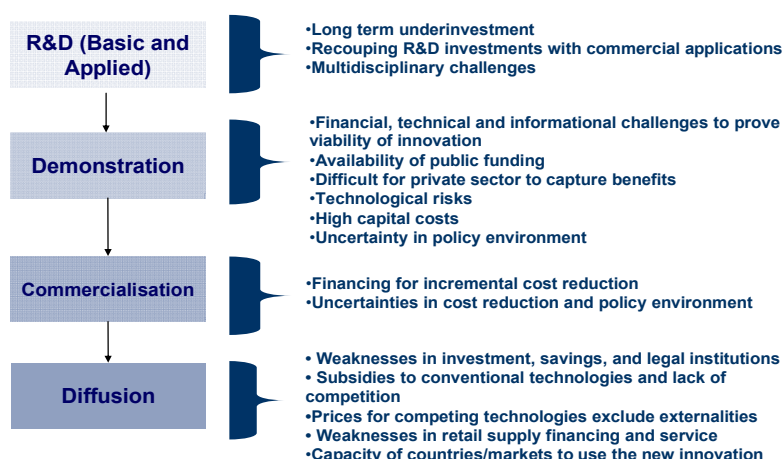 R&D (Basic and
Applied)
•Long term underinvestment
•Recouping R&D investments with commercial applications
•Multidisciplinary challenges
Demonstration
•Financial, technical and informational challenges to prove
viability of innovation
•Availability of public funding
•Difficult for private sector to capture benefits
•Technological risks
•High capital costs
•Uncertainty in policy environment
Commercialisation
•Financing for incremental cost reduction
•Uncertainties in cost reduction and policy environment
Diffusion
• Weaknesses in investment, savings, and legal institutions
• Subsidies to conventional technologies and lack of
competition
•Prices for competing technologies exclude externalities
• Weaknesses in retail supply financing and service
•Capacity of countries/markets to use the new innovation